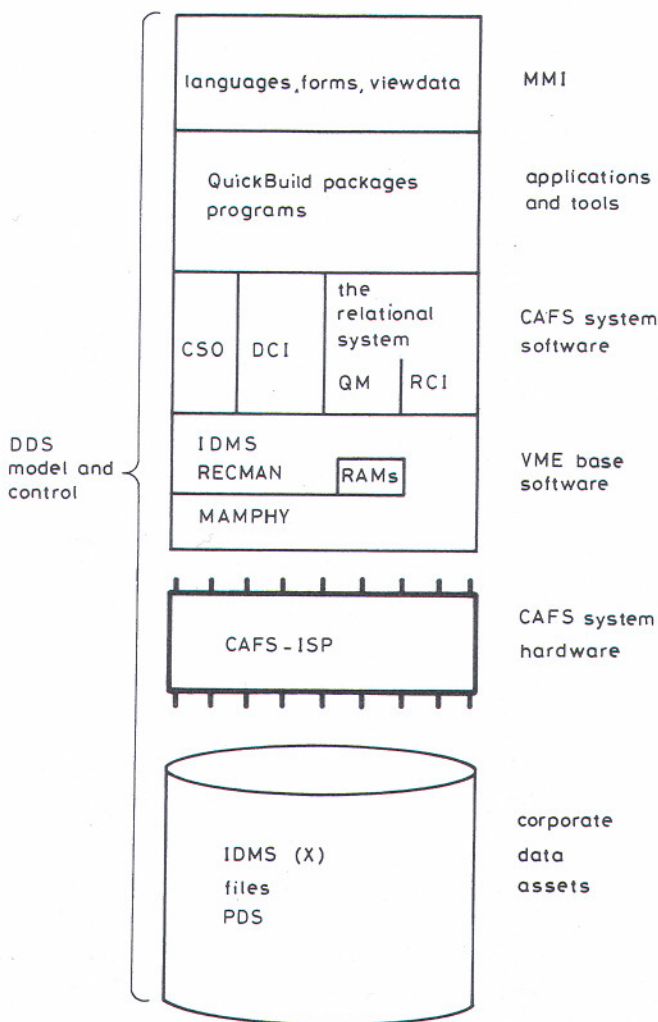 languages, forms, viewdata
MMI
QuickBuild packages
programs
applications
and tools
CSO
DCI
the
relational
system
QM
RCI
CAFS system
software
DDS
model and
control
IDMS
RECMAN
RAMs
MAMPHY
VME base
software
CAFS-ISP
CAFS system
hardware
IDMS (X)
files
PDS
corporate
data
assets